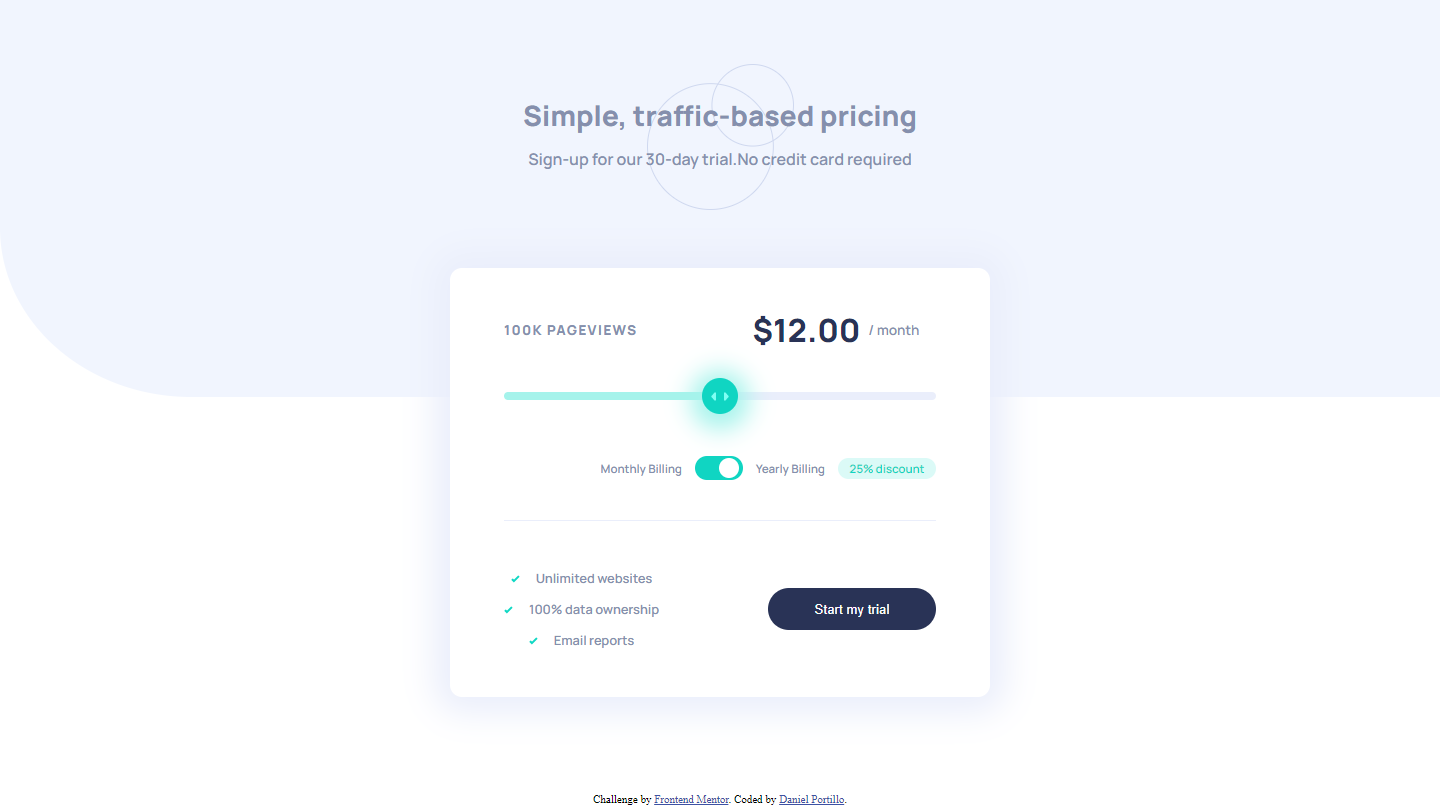 Simple, traffic-based pricing
Sign-up for our 30-day trial.No credit card required
100K PAGEVIEWS
$12.00 / month
Monthly Billing Yearly Billing 25% discount
Unlimited websites
100% data ownership
Email reports
Start my trial
Challenge by Frontend Mentor. Coded by Daniel Portillo.